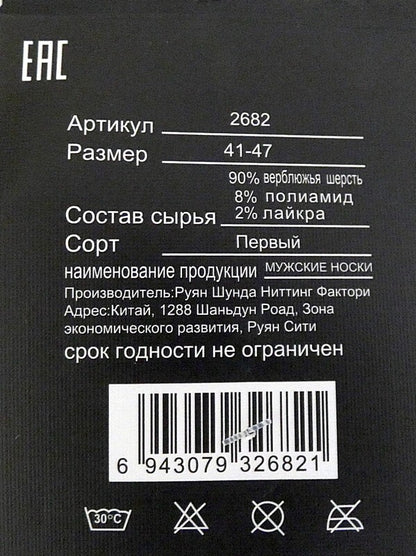 EAC
Артикул 2682
Размер 41-47
90% верблюжья шерсть
8% полиамид
Состав сырья 2% лайкра
Сорт Первый
наименование продукции МУЖСКИЕ НОСКИ
Производитель:Руян Шунда Ниттинг Фактори
Адрес:Китай, 1288 Шаньдун Роад, Зона
экономического развития, Руян Сити
срок годности не ограничен
6 943079 326821
30°C